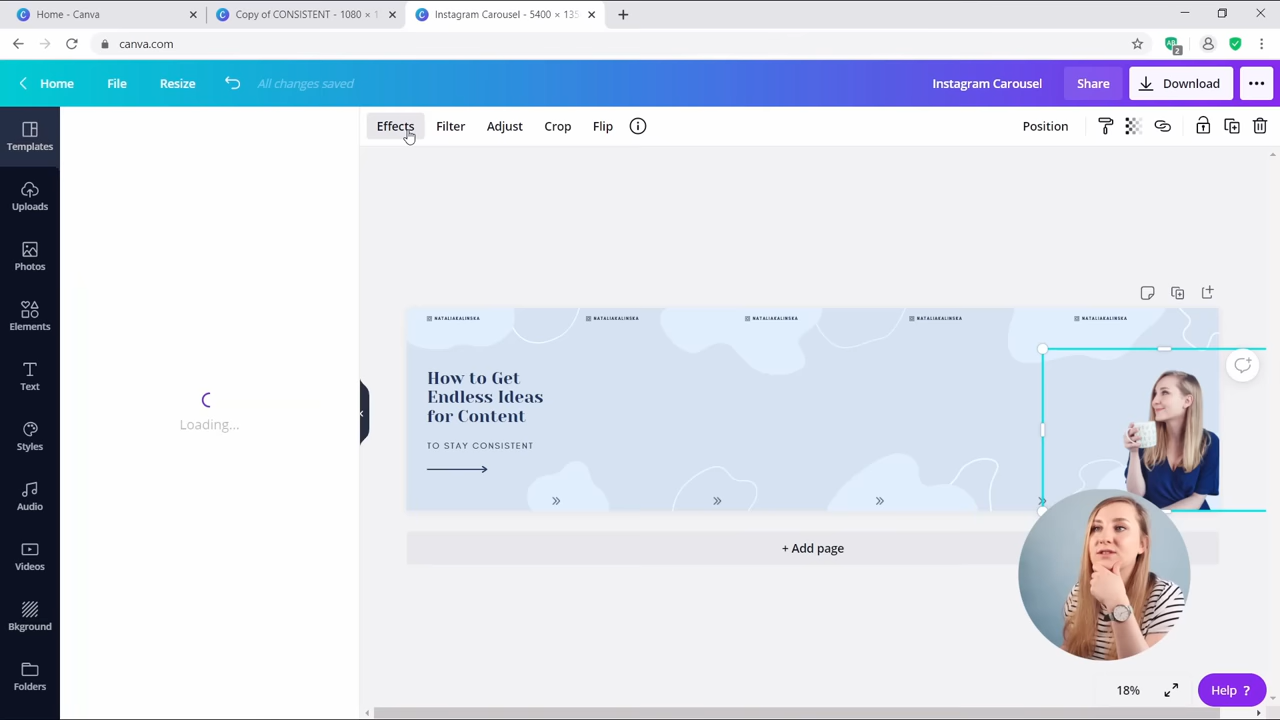 Home - Canva
Copy of CONSISTENT - 1080 × 1
Instagram Carousel - 5400 × 135
canva.com
2
Home
File
Resize
All changes saved
Instagram Carousel
Share
Download
Effects
Filter
Adjust
Crop
Flip
Position
Templates
Uploads
Photos
Elements
Text
Styles
Audio
Videos
Bkground
Folders
Loading...
NATALIAKALINSKA
NATALIAKALINSKA
NATALIAKALINSKA
NATALIAKALINSKA
NATALIAKALINSKA
How to Get
Endless Ideas
for Content
TO STAY CONSISTENT
+ Add page
18%
Help ?